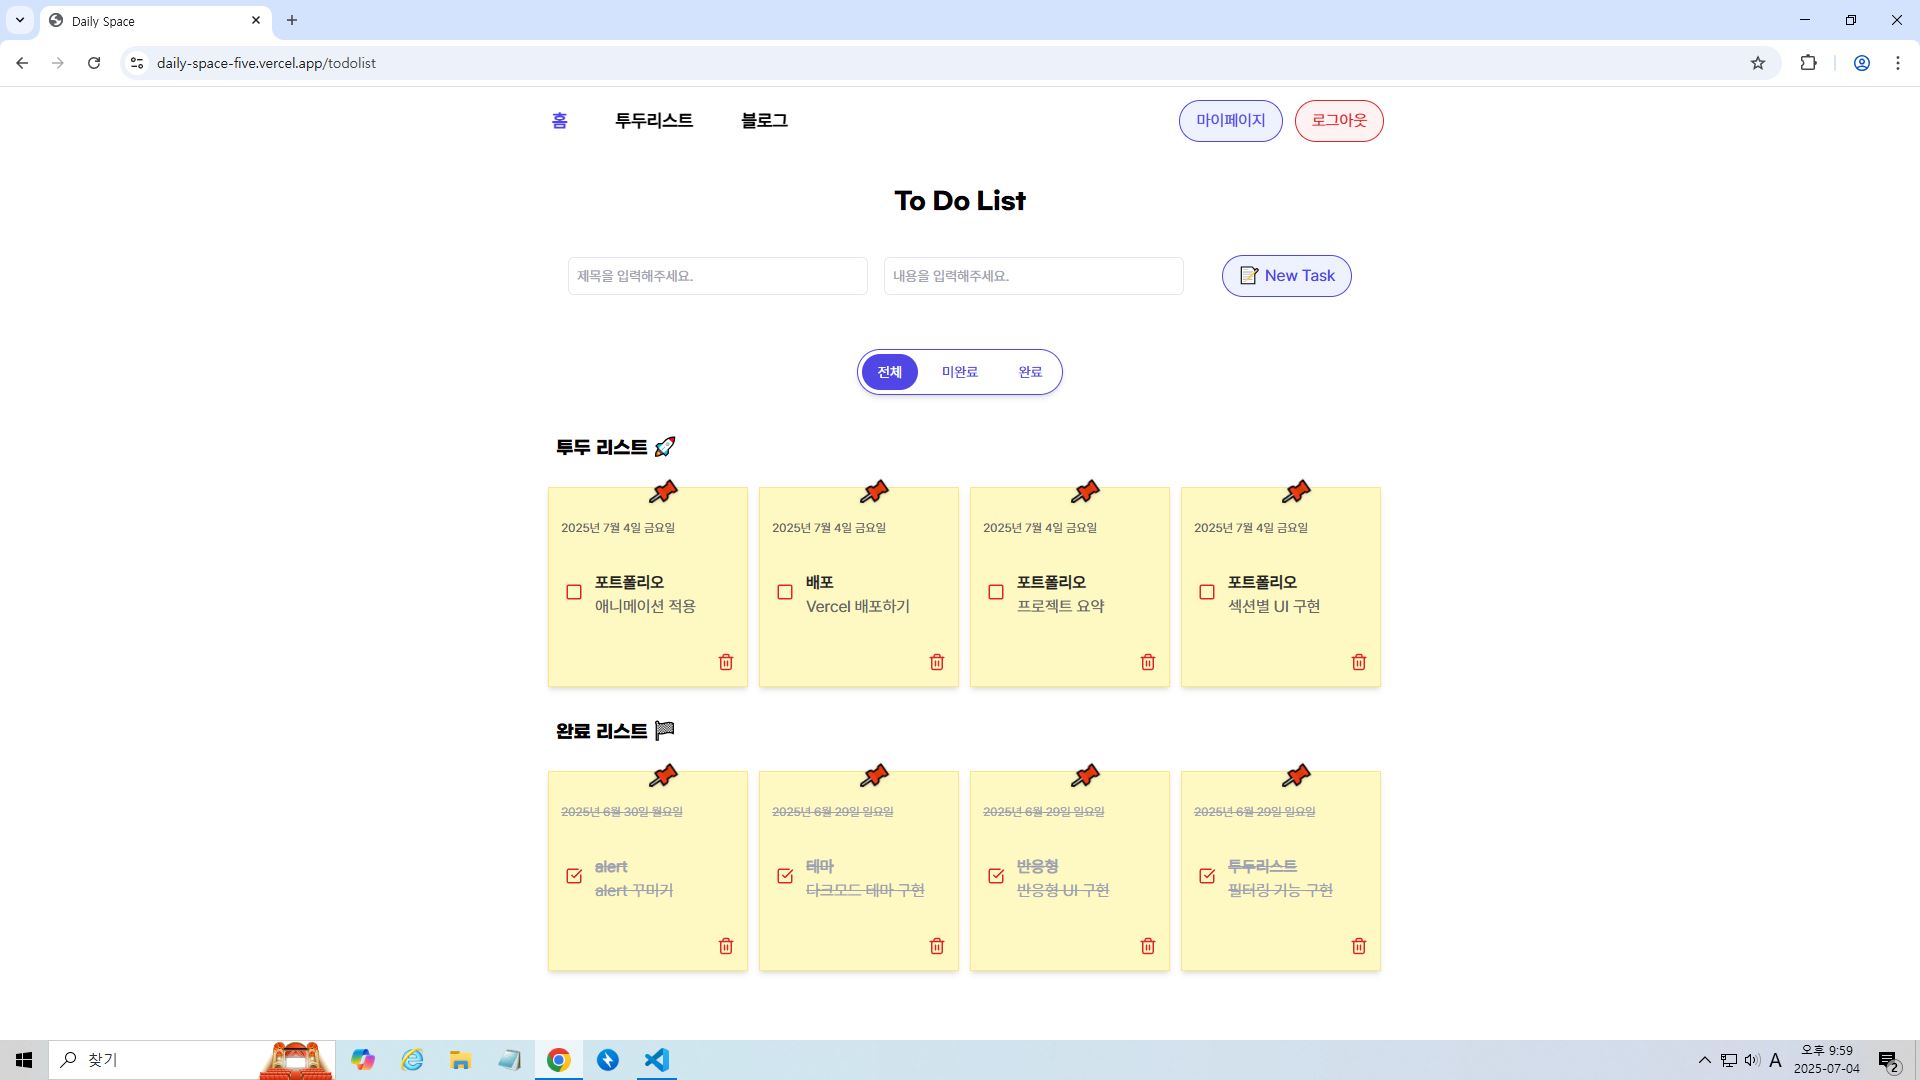 Daily Space
daily-space-five.vercel.app/todolist
홈 투두리스트 블로그 마이페이지 로그아웃
To Do List
제목을 입력해주세요. 내용을 입력해주세요. New Task
전체 미완료 완료
투두 리스트
2025년 7월 4일 금요일
포트폴리오
애니메이션 적용
2025년 7월 4일 금요일
배포
Vercel 배포하기
2025년 7월 4일 금요일
포트폴리오
프로젝트 요약
2025년 7월 4일 금요일
포트폴리오
섹션별 UI 구현
완료 리스트
2025년 6월 30일 월요일
alert
alert 꾸미기
2025년 6월 29일 일요일
테마
다크모드 테마 구현
2025년 6월 29일 일요일
반응형
반응형 UI 구현
2025년 6월 29일 일요일
투두리스트
필터링 기능 구현
찾기
A
오후 9:59
2025-07-04
2